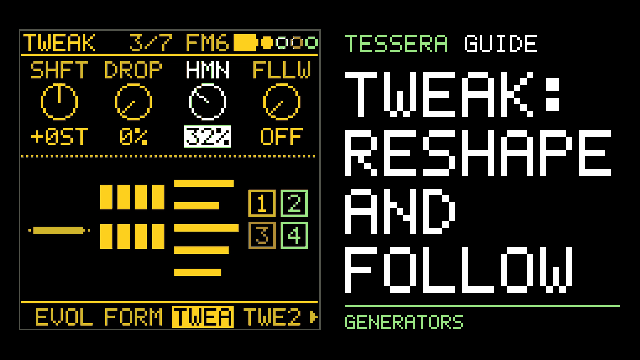 TWEAK 3/7 FM6
SHFT DROP HMN FLLW
+0ST 0% 32% OFF
1 2
3 4
EVOL FORM TWEA TWE2
TESSERA GUIDE
TWEAK:
RESHAPE
AND
FOLLOW
GENERATORS